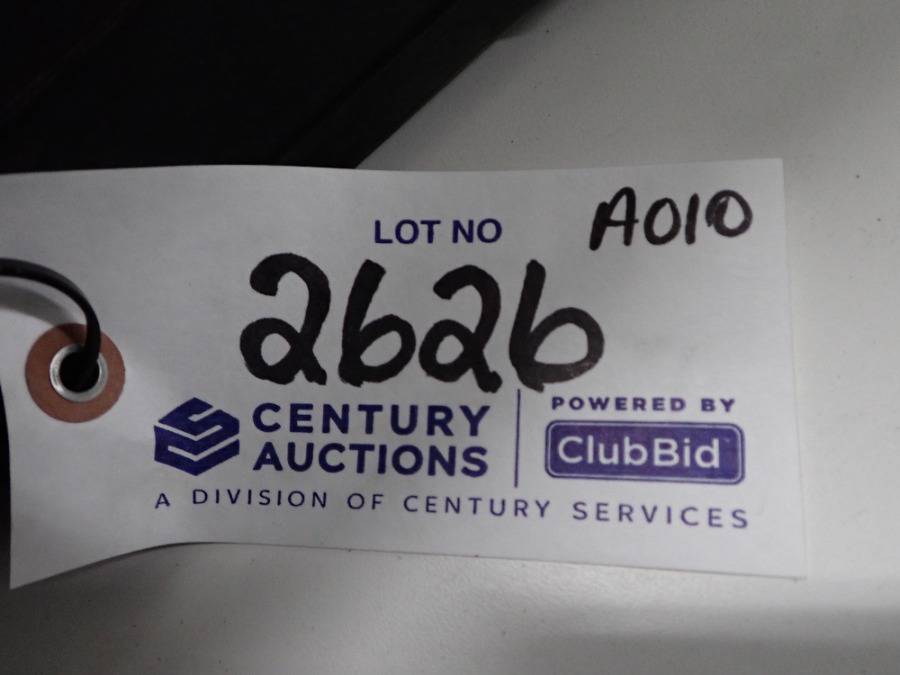 LOT NO
A010
2626
CENTURY
AUCTIONS
POWERED BY
ClubBid
A DIVISION OF CENTURY SERVICES